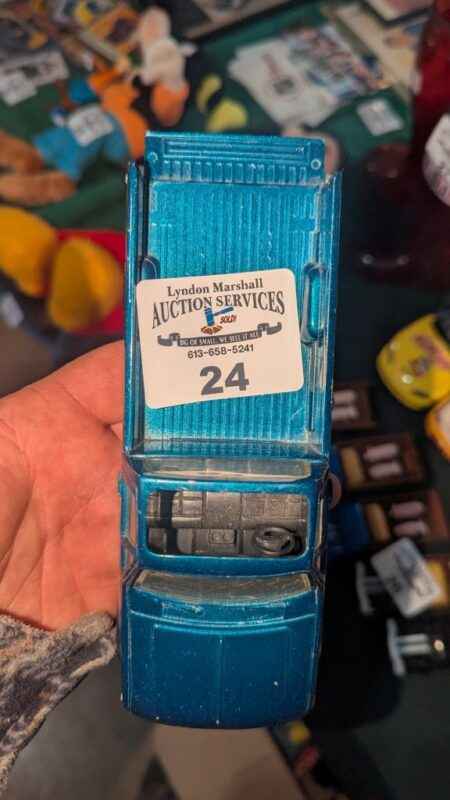 Lyndon Marshall
AUCTION SERVICES
SOLD!
BIG OR SMALL, WE SELL IT ALL
613-658-5241
24